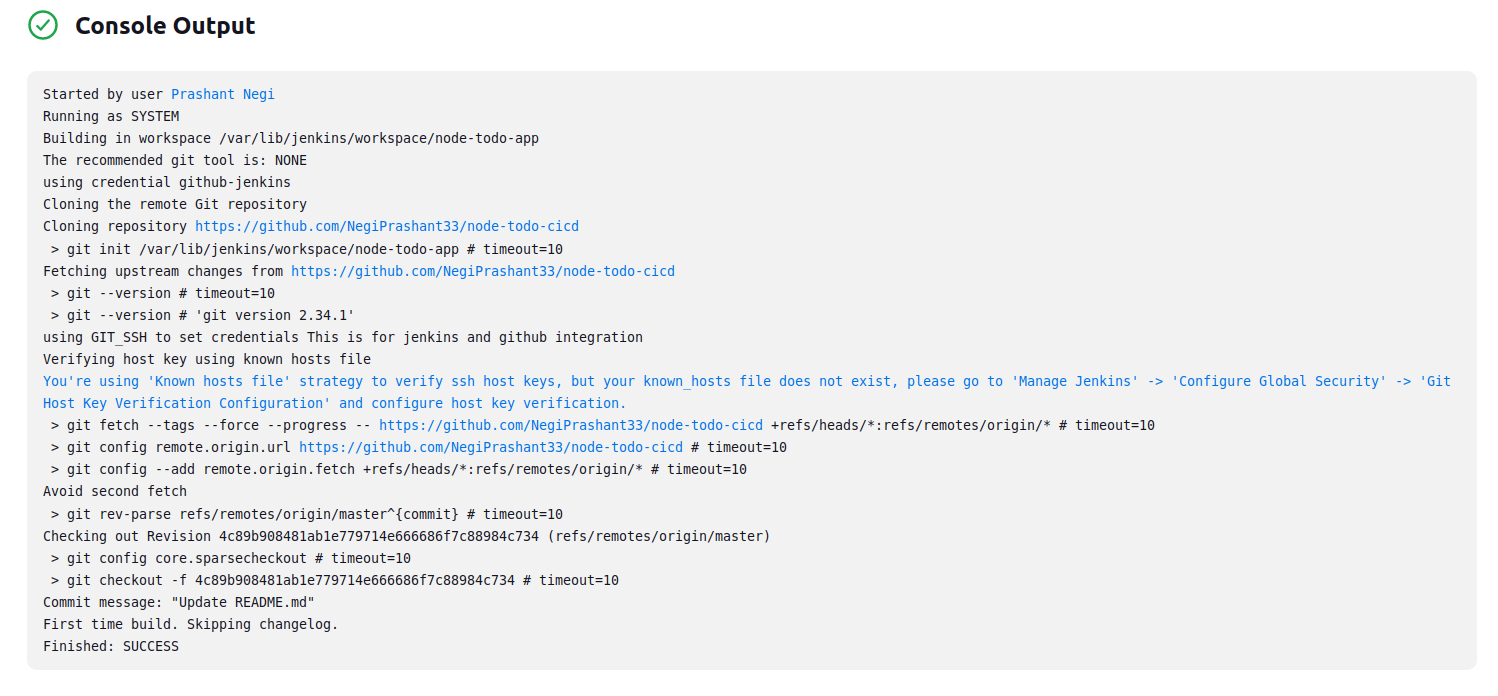 Console Output
Started by user Prashant Negi
Running as SYSTEM
Building in workspace /var/lib/jenkins/workspace/node-todo-app
The recommended git tool is: NONE
using credential github-jenkins
Cloning the remote Git repository
Cloning repository https://github.com/NegiPrashant33/node-todo-cicd
 > git init /var/lib/jenkins/workspace/node-todo-app # timeout=10
Fetching upstream changes from https://github.com/NegiPrashant33/node-todo-cicd
 > git --version # timeout=10
 > git --version # 'git version 2.34.1'
using GIT_SSH to set credentials This is for jenkins and github integration
Verifying host key using known hosts file
You're using 'Known hosts file' strategy to verify ssh host keys, but your known_hosts file does not exist, please go to 'Manage Jenkins' -> 'Configure Global Security' -> 'Git
Host Key Verification Configuration' and configure host key verification.
 > git fetch --tags --force --progress -- https://github.com/NegiPrashant33/node-todo-cicd +refs/heads/*:refs/remotes/origin/* # timeout=10
 > git config remote.origin.url https://github.com/NegiPrashant33/node-todo-cicd # timeout=10
 > git config --add remote.origin.fetch +refs/heads/*:refs/remotes/origin/* # timeout=10
Avoid second fetch
 > git rev-parse refs/remotes/origin/master^{commit} # timeout=10
Checking out Revision 4c89b908481ab1e779714e666686f7c88984c734 (refs/remotes/origin/master)
 > git config core.sparsecheckout # timeout=10
 > git checkout -f 4c89b908481ab1e779714e666686f7c88984c734 # timeout=10
Commit message: "Update README.md"
First time build. Skipping changelog.
Finished: SUCCESS